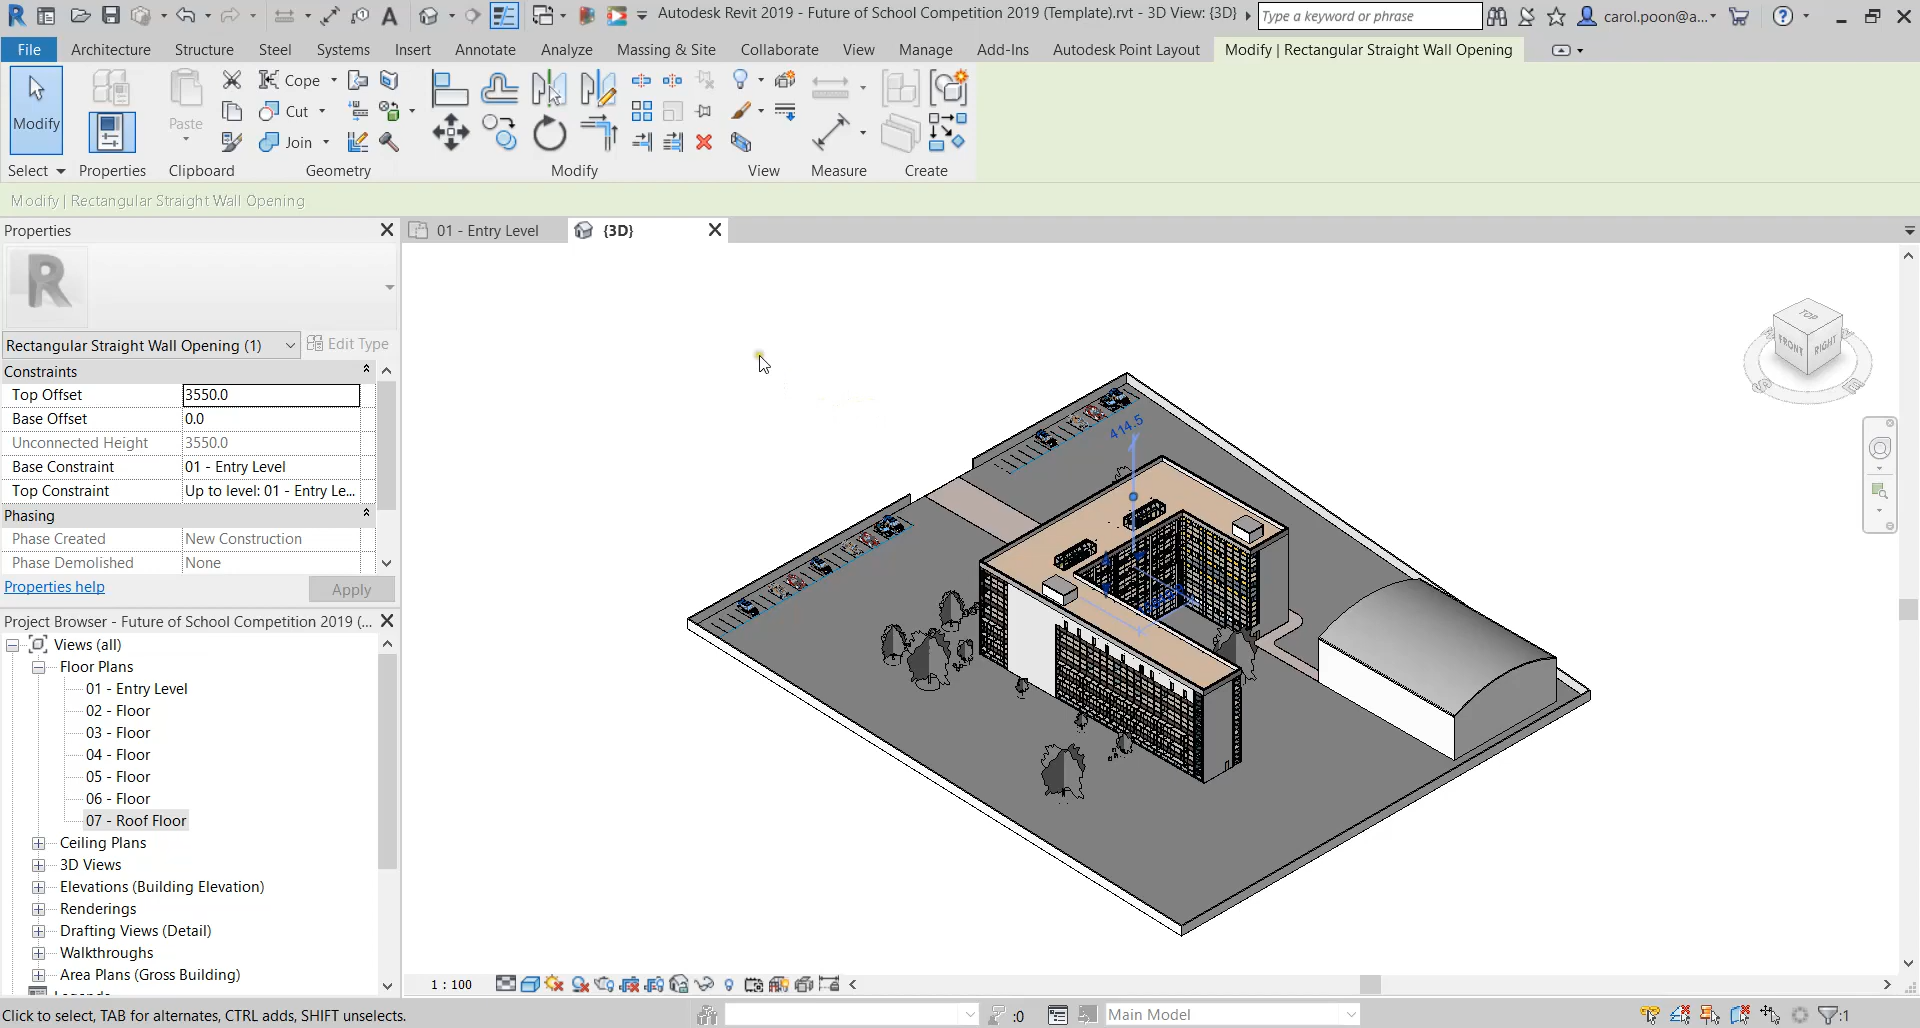 Autodesk Revit 2019 - Future of School Competition 2019 (Template).rvt - 3D View: {3D}
Type a keyword or phrase
carol.poon@a...
File Architecture Structure Steel Systems Insert Annotate Analyze Massing & Site Collaborate View Manage Add-Ins Autodesk Point Layout Modify | Rectangular Straight Wall Opening
Modify
Paste
Cope
Cut
Join
Select Properties Clipboard Geometry Modify View Measure Create
Modify | Rectangular Straight Wall Opening
Properties
01 - Entry Level
{3D}
Rectangular Straight Wall Opening (1)
Edit Type
Constraints
Top Offset 3550.0
Base Offset 0.0
Unconnected Height 3550.0
Base Constraint 01 - Entry Level
Top Constraint Up to level: 01 - Entry Le...
Phasing
Phase Created New Construction
Phase Demolished None
Properties help
Apply
Project Browser - Future of School Competition 2019 (...
Views (all)
Floor Plans
01 - Entry Level
02 - Floor
03 - Floor
04 - Floor
05 - Floor
06 - Floor
07 - Roof Floor
Ceiling Plans
3D Views
Elevations (Building Elevation)
Renderings
Drafting Views (Detail)
Walkthroughs
Area Plans (Gross Building)
TOP
FRONT
RIGHT
414.5
1 : 100
Click to select, TAB for alternates, CTRL adds, SHIFT unselects.
:0
Main Model
:1